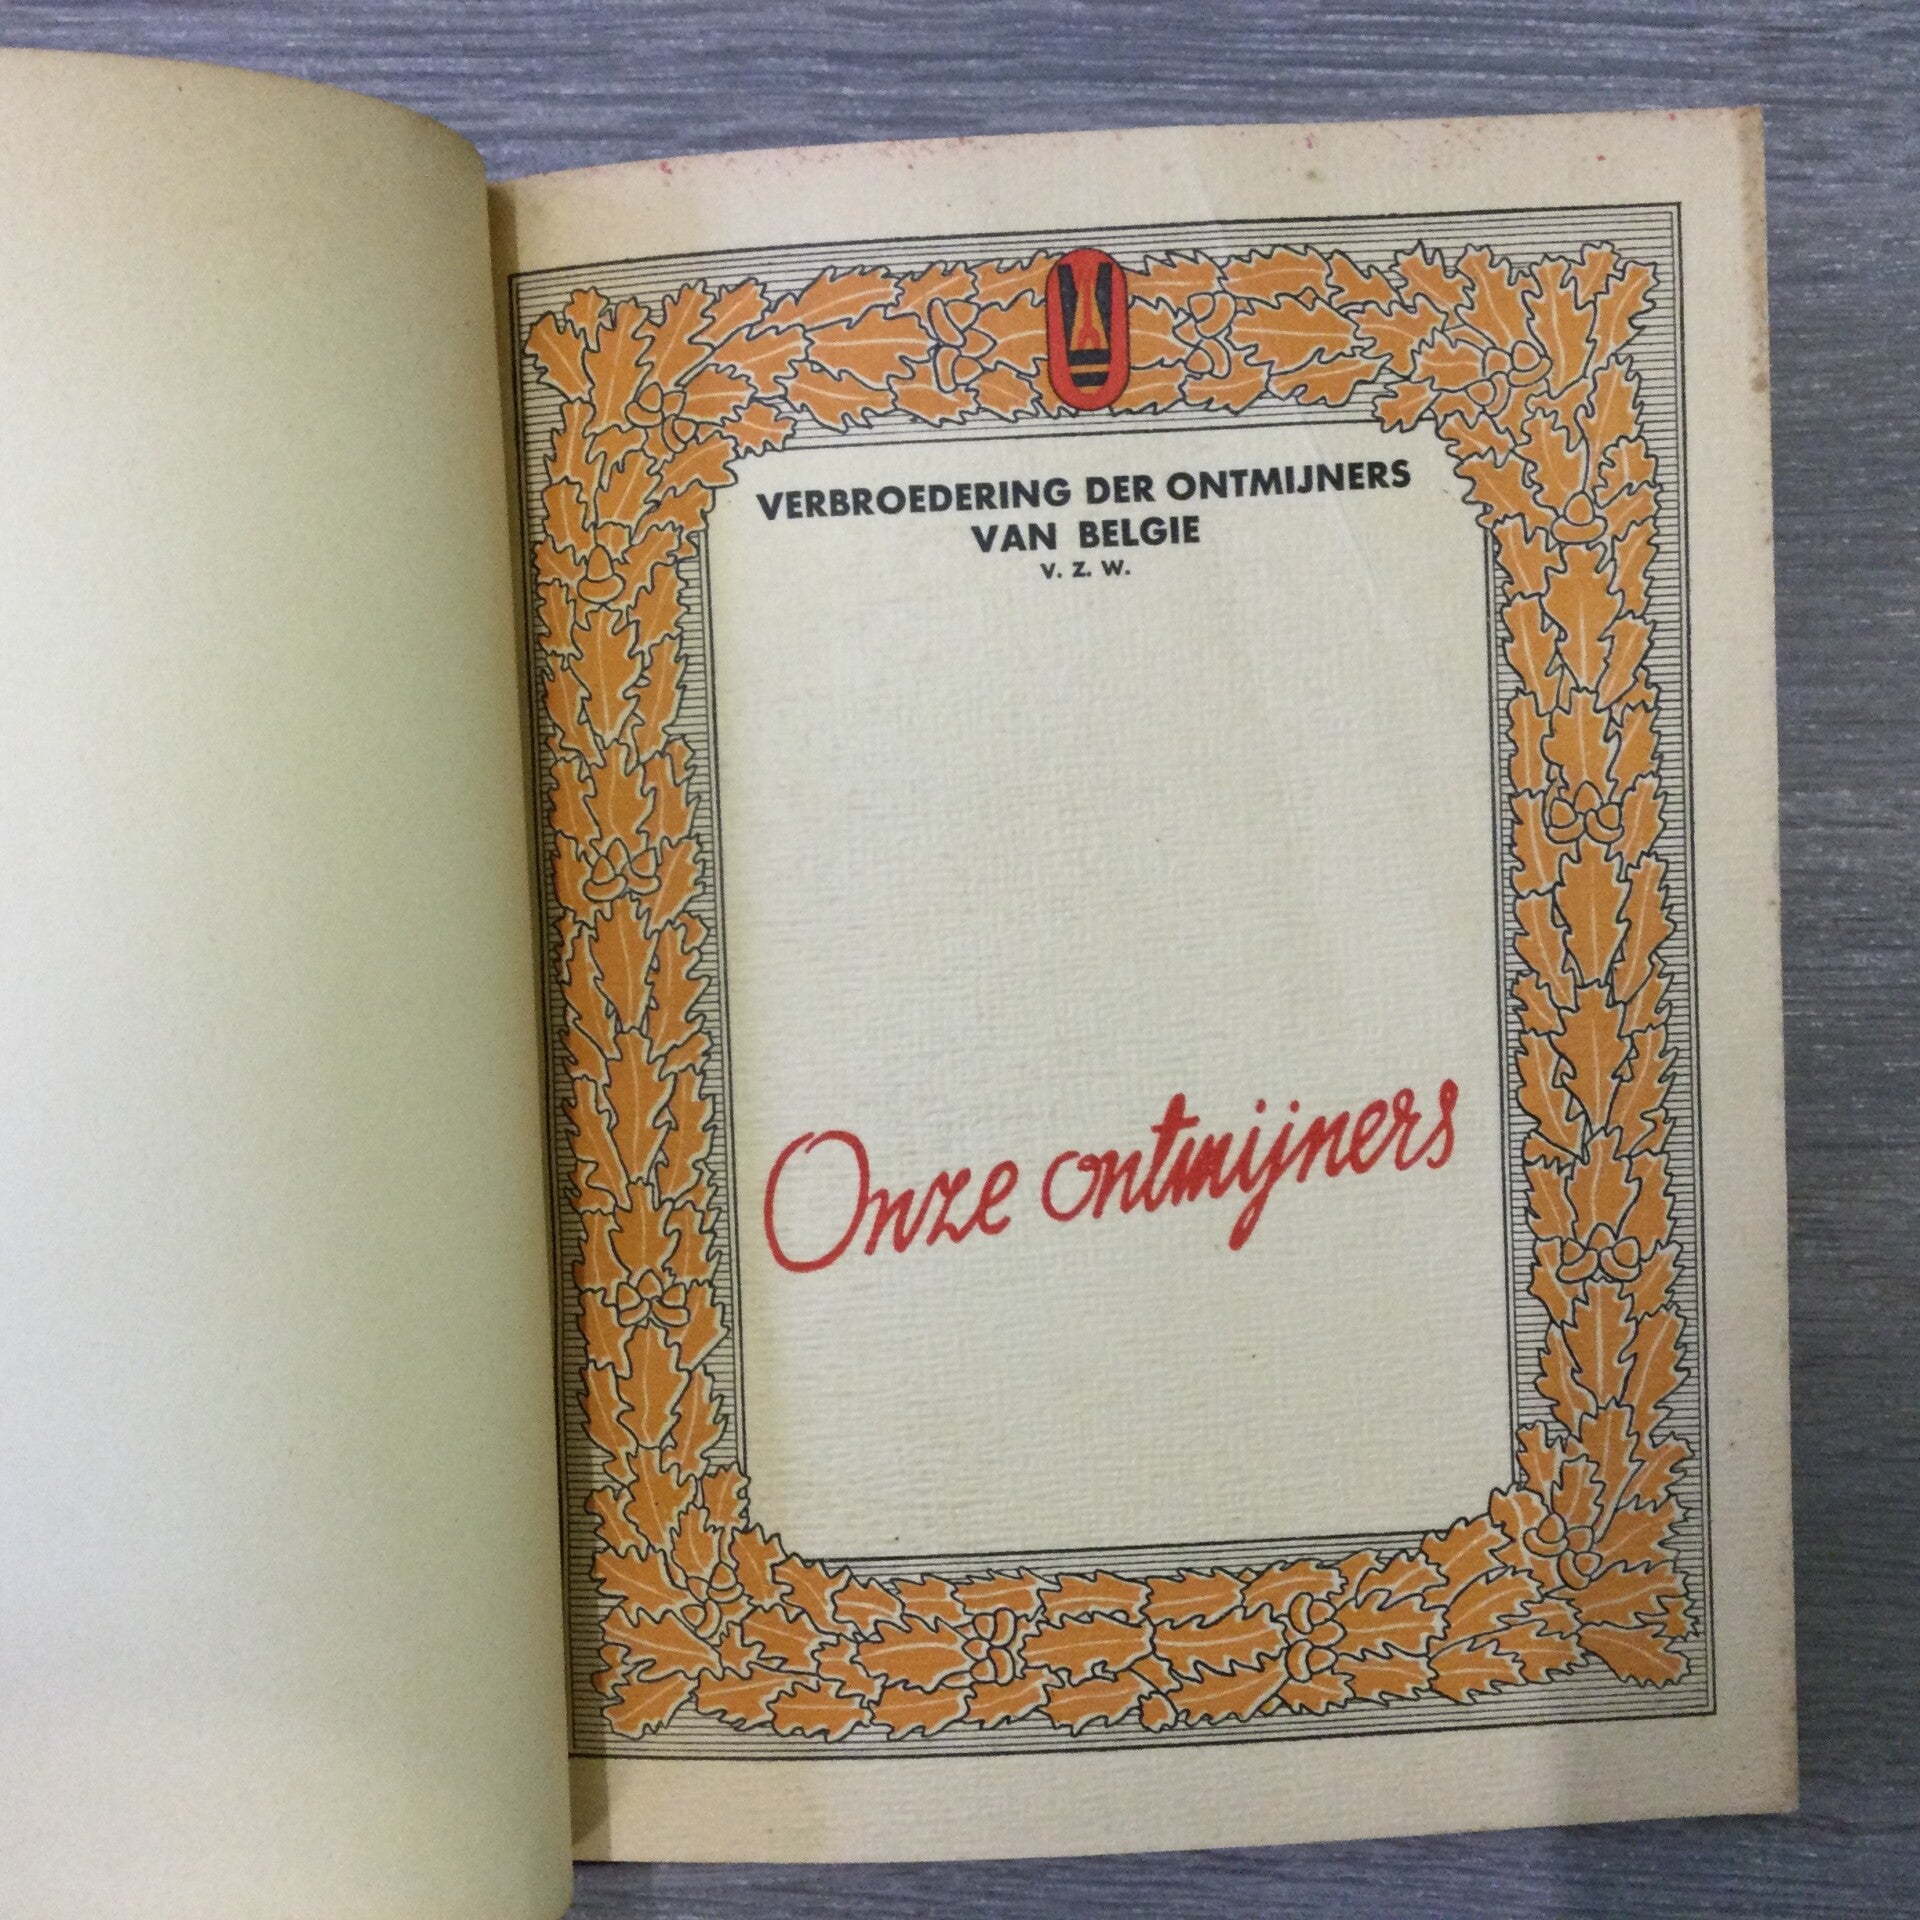 VERBROEDERING DER ONTMIJNERS
VAN BELGIE
V. Z. W.
Onze ontmijners